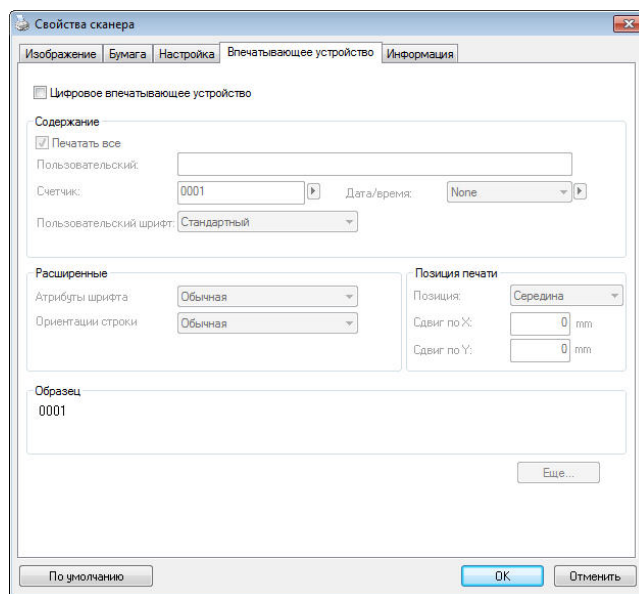 Свойства сканера
Изображение Бумага Настройка Впечатывающее устройство Информация
Цифровое впечатывающее устройство
Содержание
Печатать все
Пользовательский:
Счетчик: 0001 Дата/время: None
Пользовательский шрифт: Стандартный
Расширенные Позиция печати
Атрибуты шрифта Обычная Позиция: Середина
Ориентации строки Обычная Сдвиг по X: 0 mm
Сдвиг по Y: 0 mm
Образец
0001
Еще...
По умолчанию OK Отменить